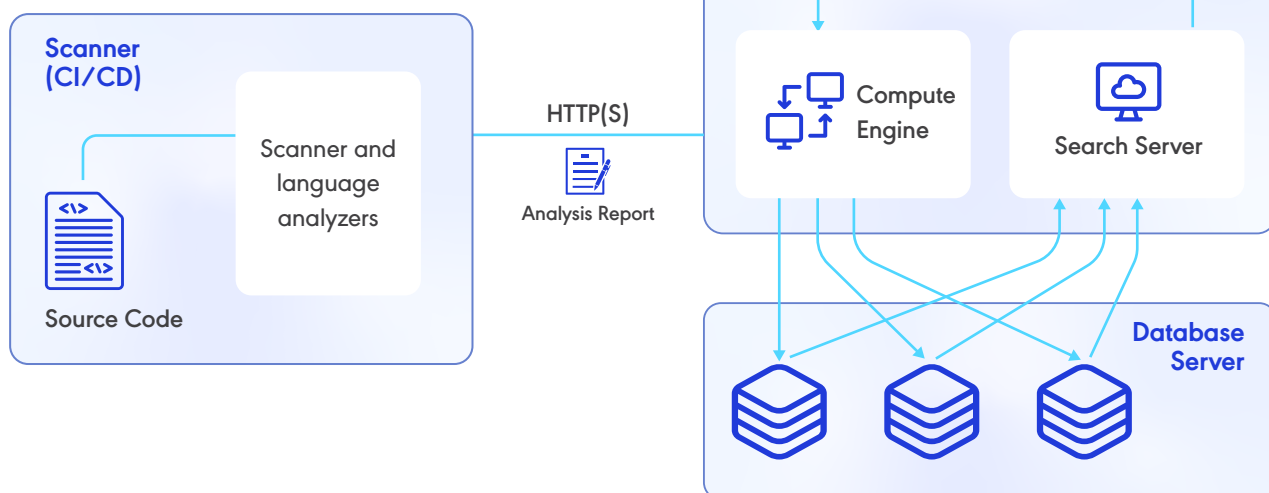 Scanner
(CI/CD)
Scanner and
language
analyzers
<\>
<\>
Source Code
HTTP(S)
Analysis Report
Compute
Engine
Search Server
Database
Server